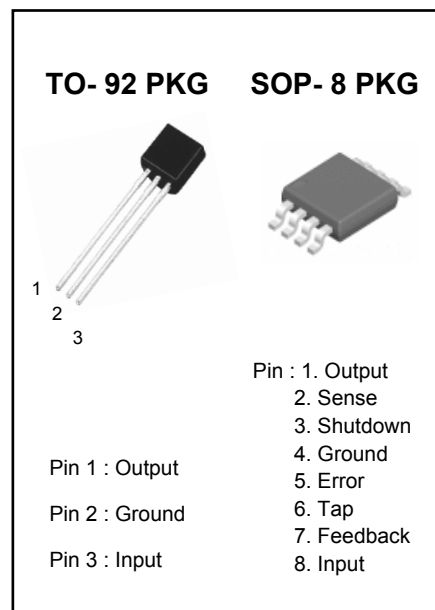 TO- 92 PKG
SOP- 8 PKG
1
2
3
Pin 1 : Output
Pin 2 : Ground
Pin 3 : Input
Pin : 1. Output
2. Sense
3. Shutdown
4. Ground
5. Error
6. Tap
7. Feedback
8. Input